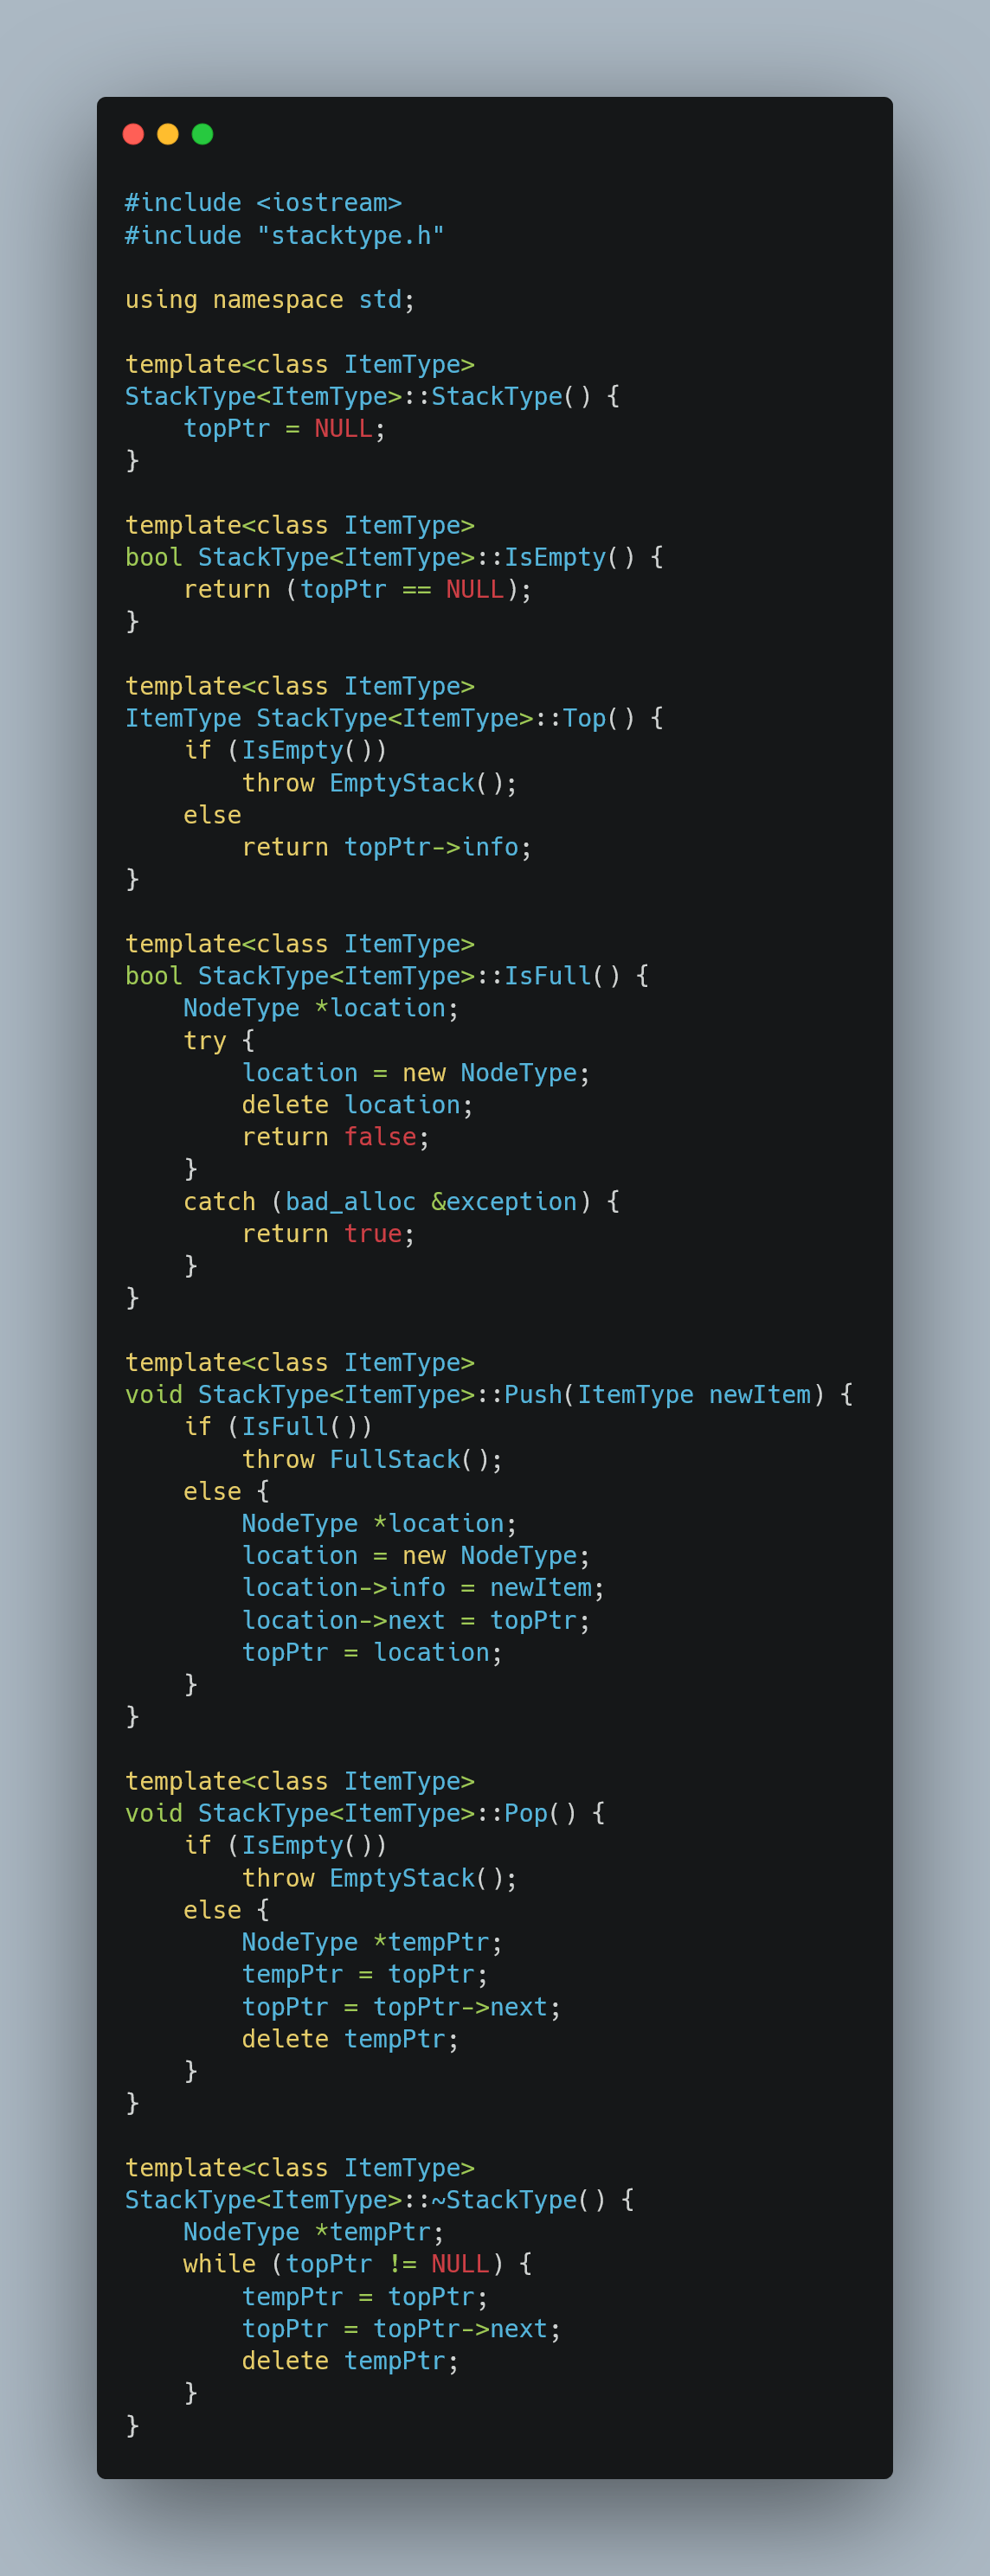 #include <iostream>
#include "stacktype.h"

using namespace std;

template<class ItemType>
StackType<ItemType>::StackType() {
    topPtr = NULL;
}

template<class ItemType>
bool StackType<ItemType>::IsEmpty() {
    return (topPtr == NULL);
}

template<class ItemType>
ItemType StackType<ItemType>::Top() {
    if (IsEmpty())
        throw EmptyStack();
    else
        return topPtr->info;
}

template<class ItemType>
bool StackType<ItemType>::IsFull() {
    NodeType *location;
    try {
        location = new NodeType;
        delete location;
        return false;
    }
    catch (bad_alloc &exception) {
        return true;
    }
}

template<class ItemType>
void StackType<ItemType>::Push(ItemType newItem) {
    if (IsFull())
        throw FullStack();
    else {
        NodeType *location;
        location = new NodeType;
        location->info = newItem;
        location->next = topPtr;
        topPtr = location;
    }
}

template<class ItemType>
void StackType<ItemType>::Pop() {
    if (IsEmpty())
        throw EmptyStack();
    else {
        NodeType *tempPtr;
        tempPtr = topPtr;
        topPtr = topPtr->next;
        delete tempPtr;
    }
}

template<class ItemType>
StackType<ItemType>::~StackType() {
    NodeType *tempPtr;
    while (topPtr != NULL) {
        tempPtr = topPtr;
        topPtr = topPtr->next;
        delete tempPtr;
    }
}